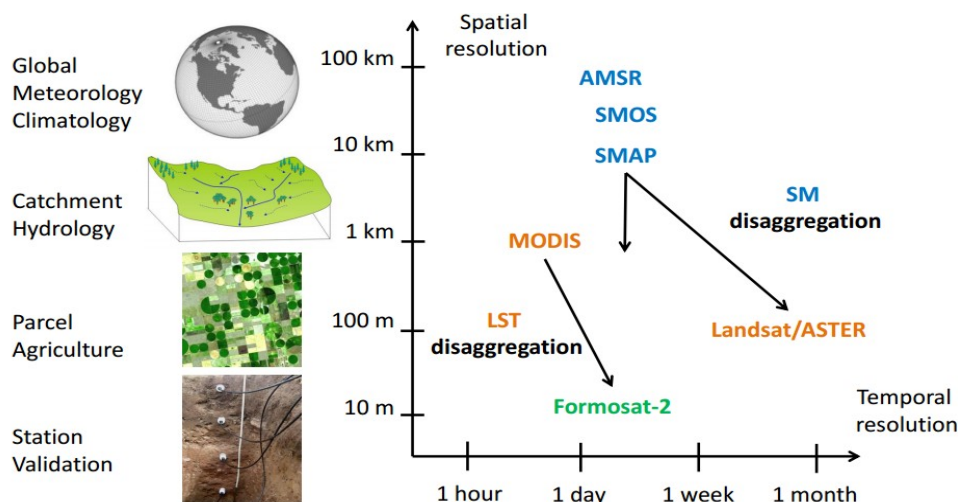 Global
Meteorology
Climatology
Catchment
Hydrology
Parcel
Agriculture
Station
Validation
Spatial
resolution
100 km
10 km
1 km
100 m
10 m
AMSR
SMOS
SMAP
SM
disaggregation
MODIS
LST
disaggregation
Landsat/ASTER
Formosat-2
Temporal
resolution
1 hour
1 day
1 week
1 month